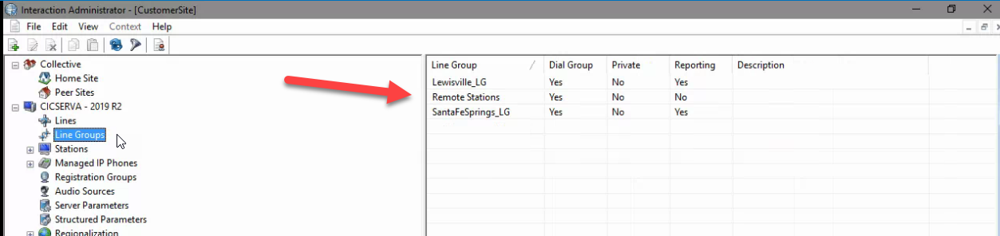 Interaction Administrator - [CustomerSite]
File Edit View Context Help
Collective
Home Site
Peer Sites
CICSERVA - 2019 R2
Lines
Line Groups
Stations
Managed IP Phones
Registration Groups
Audio Sources
Server Parameters
Structured Parameters
Regionalization
Line Group Dial Group Private Reporting Description
Lewisville_LG Yes No Yes
Remote Stations Yes No No
SantaFeSprings_LG Yes No Yes